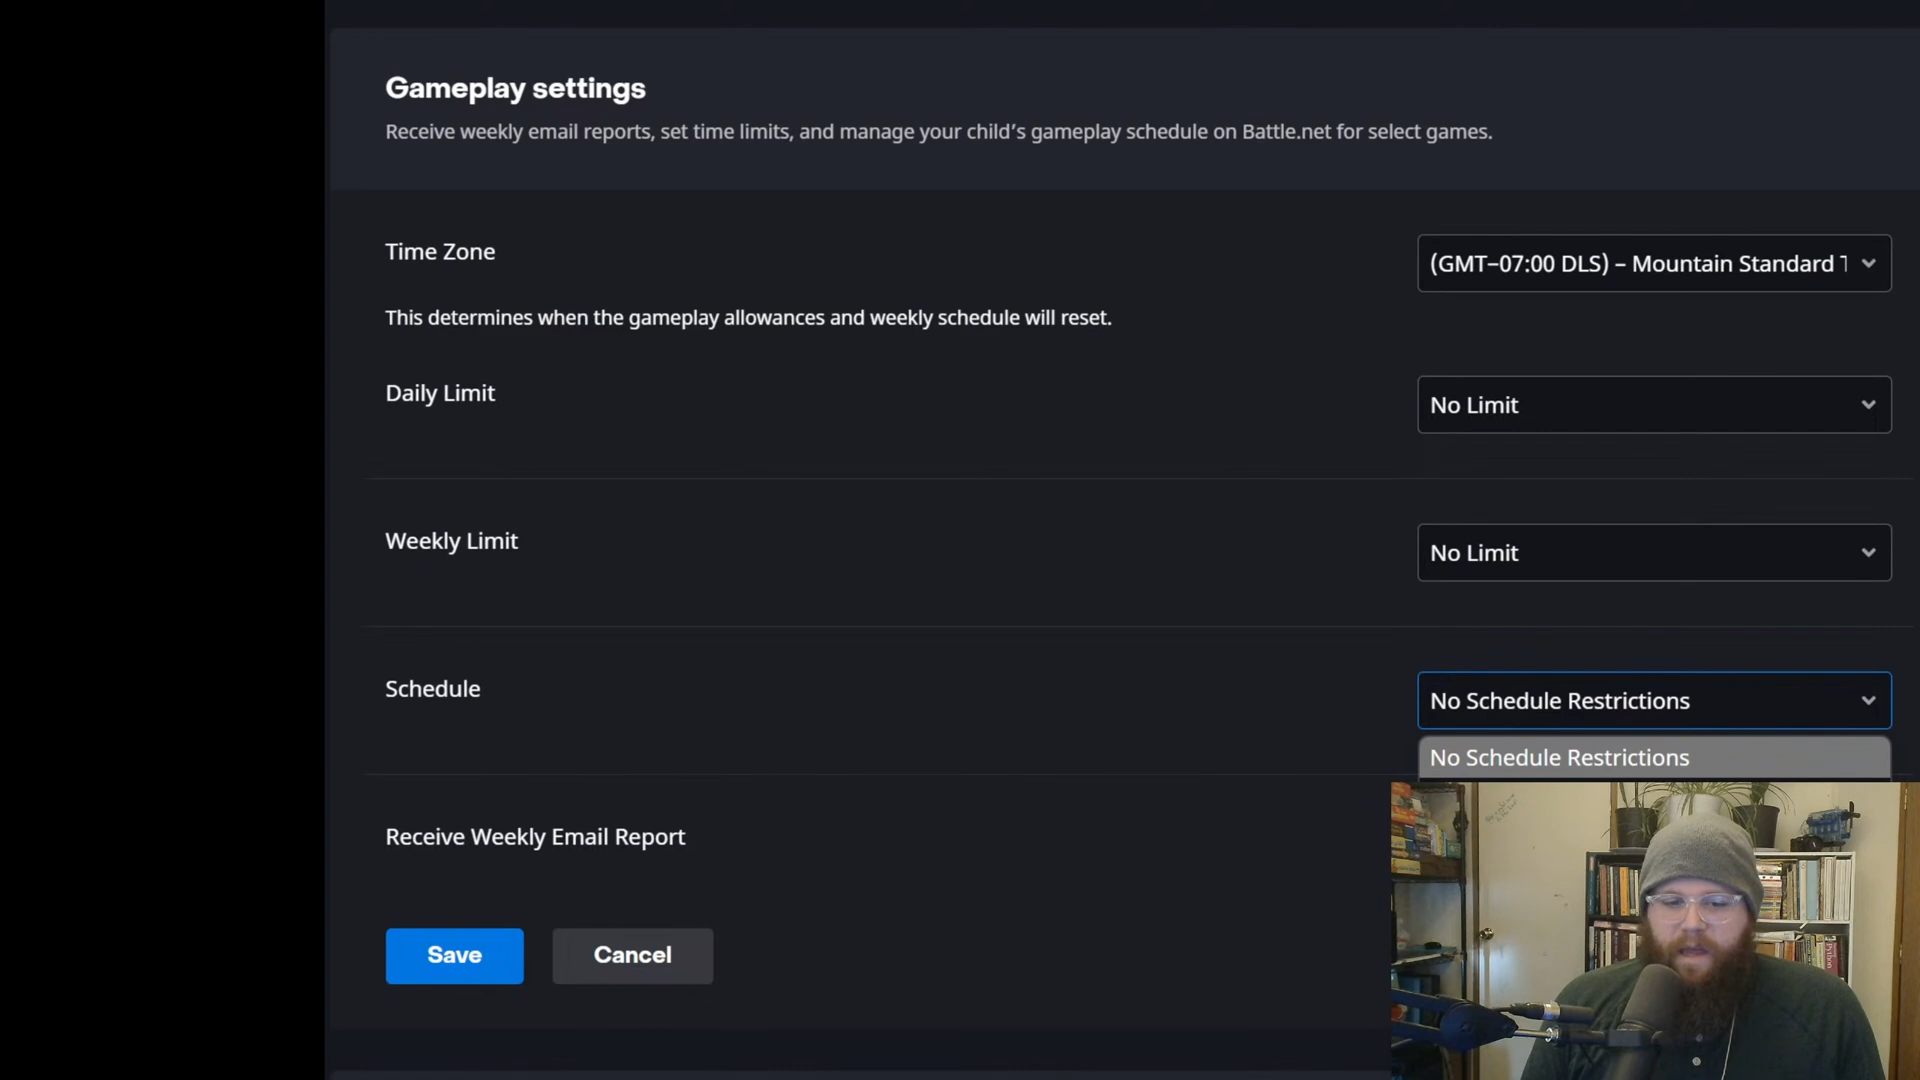 Gameplay settings
Receive weekly email reports, set time limits, and manage your child's gameplay schedule on Battle.net for select games.
Time Zone
(GMT-07:00 DLS) – Mountain Standard T
This determines when the gameplay allowances and weekly schedule will reset.
Daily Limit
No Limit
Weekly Limit
No Limit
Schedule
No Schedule Restrictions
No Schedule Restrictions
Receive Weekly Email Report
Save
Cancel